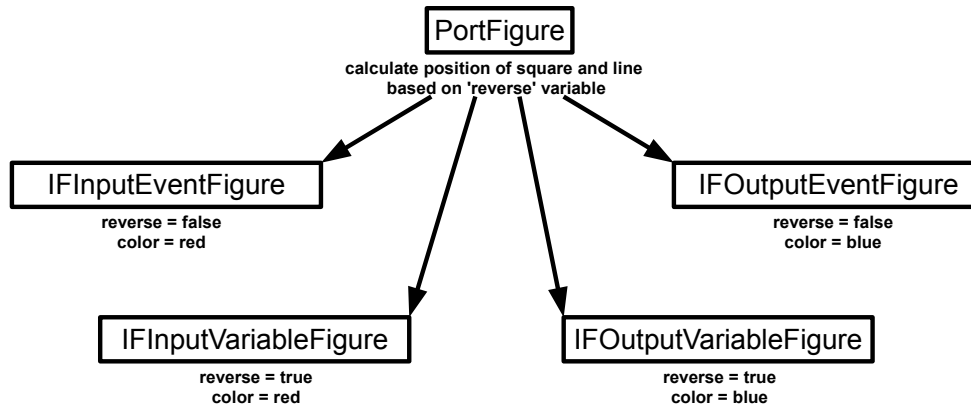 PortFigure
calculate position of square and line
based on 'reverse' variable
IFInputEventFigure
reverse = false
color = red
IFOutputEventFigure
reverse = false
color = blue
IFInputVariableFigure
reverse = true
color = red
IFOutputVariableFigure
reverse = true
color = blue